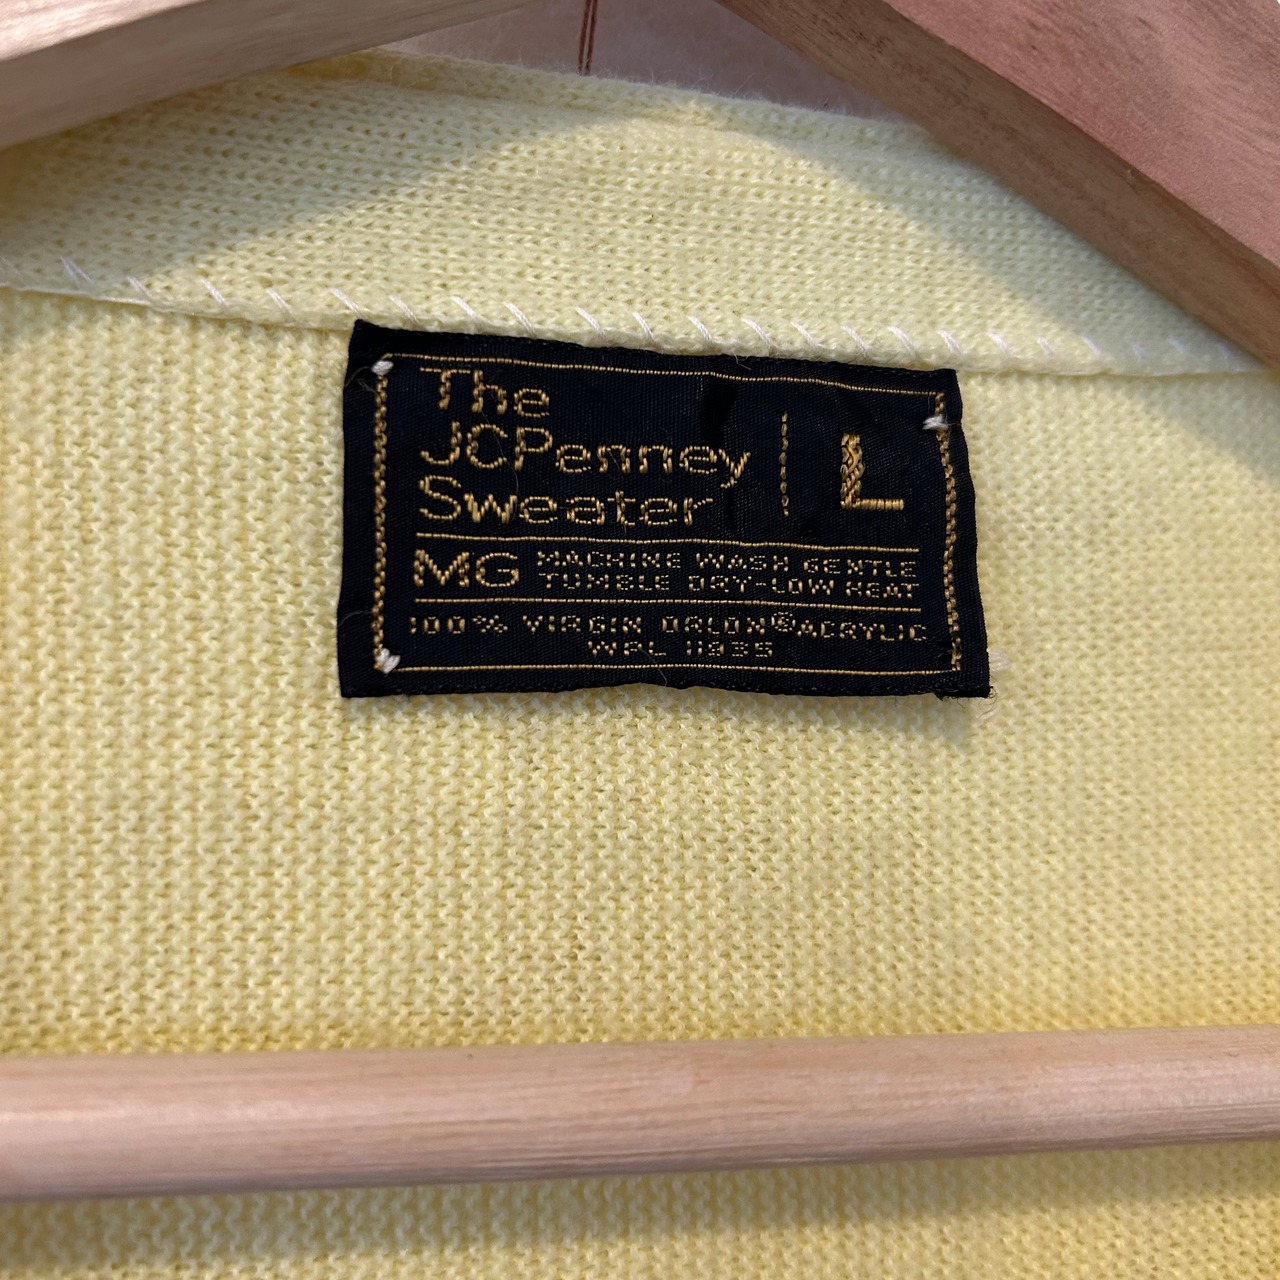 The
JCPenney
Sweater
L
MG
MACHINE WASH GENTLE
TUMBLE DRY-LOW HEAT
100% VIRGIN ORLON® ACRYLIC
WPL 11935